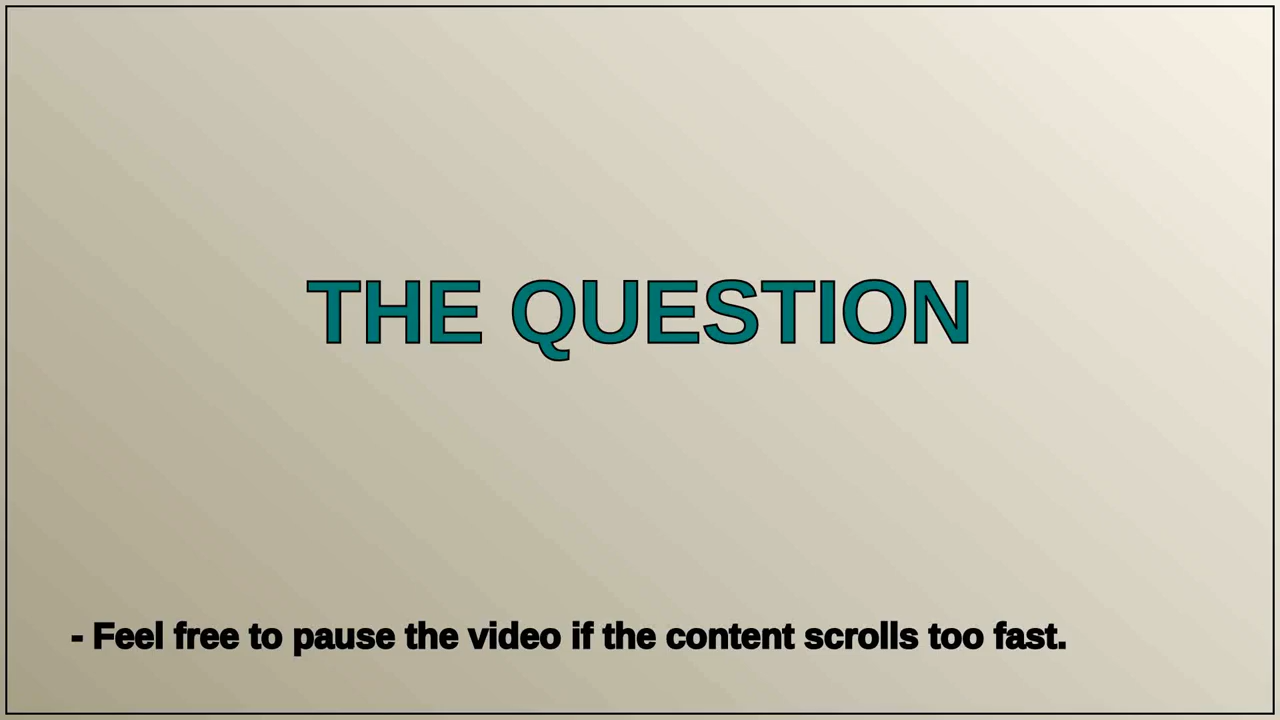 THE QUESTION
- Feel free to pause the video if the content scrolls too fast.